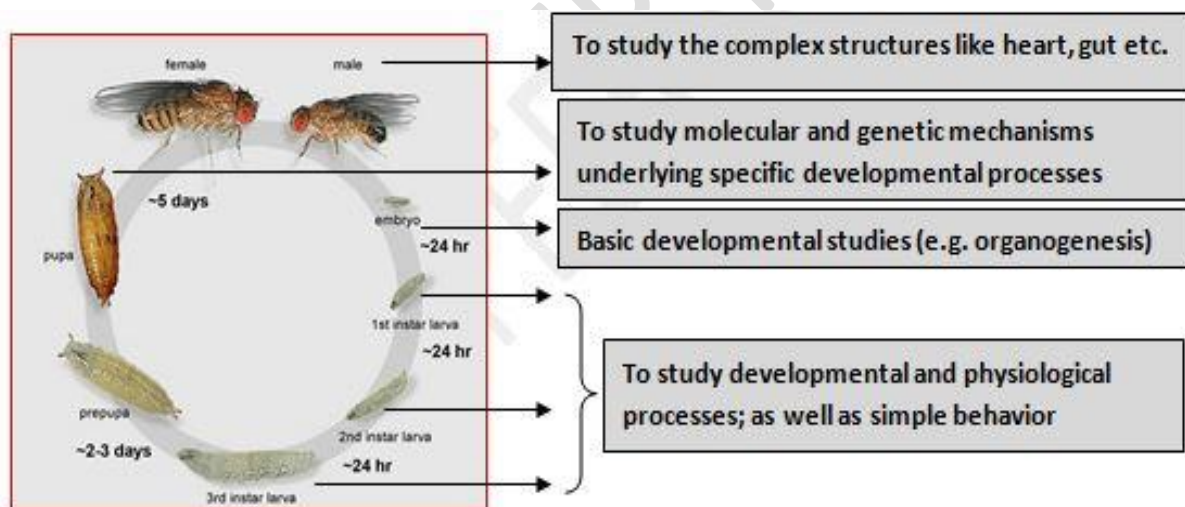 To study the complex structures like heart, gut etc.
female
male
To study molecular and genetic mechanisms
underlying specific developmental processes
~5 days
embryo
~24 hr
Basic developmental studies (e.g. organogenesis)
pupa
1st instar larva
~24 hr
To study developmental and physiological
processes; as well as simple behavior
prepupa
2nd instar larva
~2-3 days
~24 hr
3rd instar larva